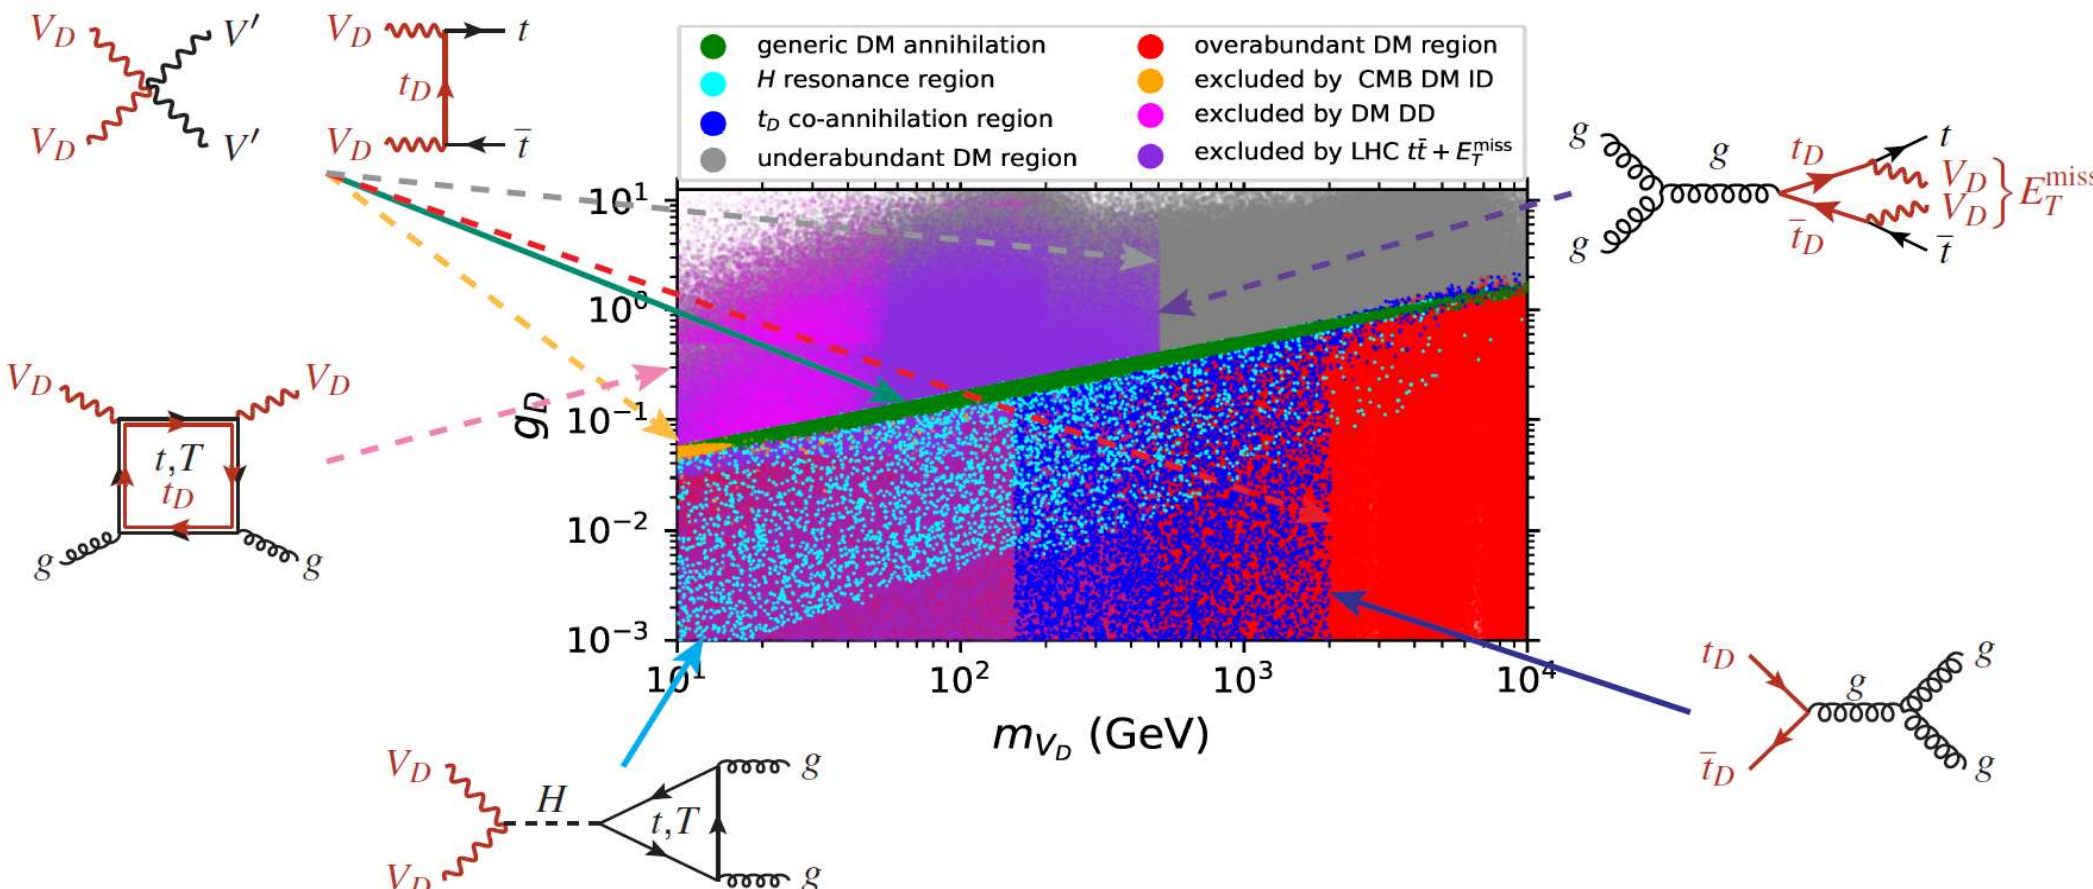 V_D V′
V_D V′
V_D t
t_D
V_D t̅
generic DM annihilation
H resonance region
t_D co-annihilation region
underabundant DM region
overabundant DM region
excluded by CMB DM ID
excluded by DM DD
excluded by LHC tt̅ + E_T^miss
g g t_D t
V_D
V_D } E_T^miss
g t̅_D t̅
10^1
10^0
10^−1
10^−2
10^−3
g_D
10^1 10^2 10^3 10^4
m_{V_D} (GeV)
V_D V_D
t,T
t_D
g g
V_D H t,T g
V_D g
t_D g g
t̅_D g